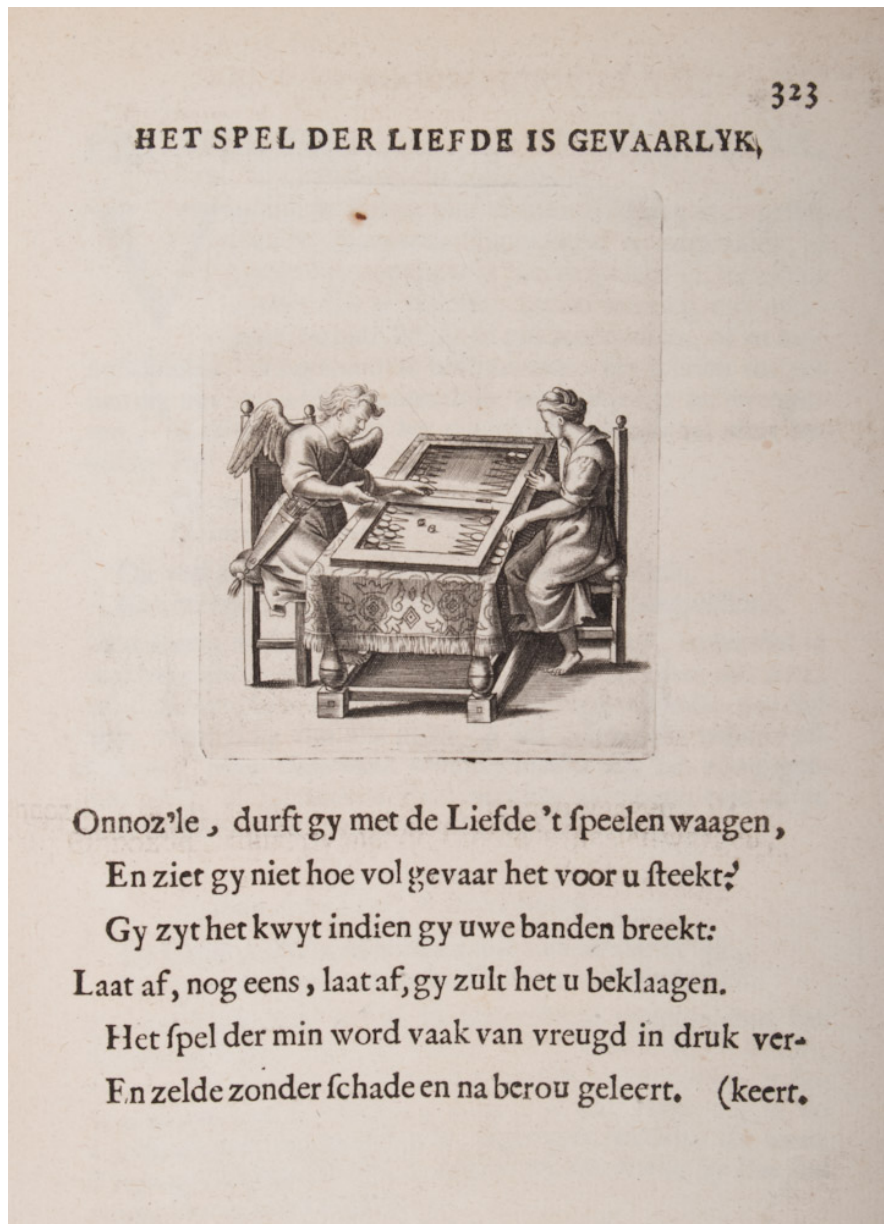 323
HET SPEL DER LIEFDE IS GEVAARLYK,
Onnoz'le, durft gy met de Liefde 't ſpeelen waagen,
En ziet gy niet hoe vol gevaar het voor u ſteekt?
Gy zyt het kwyt indien gy uwe banden breekt:
Laat af, nog eens, laat af, gy zult het u beklaagen.
Het ſpel der min word vaak van vreugd in druk ver-
En zelde zonder ſchade en na berou geleert. (keert.